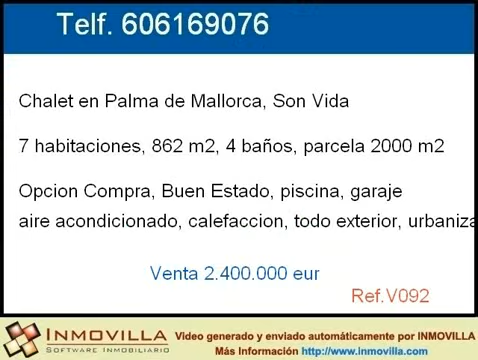 Telf. 606169076
Chalet en Palma de Mallorca, Son Vida
7 habitaciones, 862 m2, 4 baños, parcela 2000 m2
Opcion Compra, Buen Estado, piscina, garaje
aire acondicionado, calefaccion, todo exterior, urbaniza
Venta 2.400.000 eur
Ref.V092
INMOVILLA
SOFTWARE INMOBILIARIO
Video generado y enviado automáticamente por INMOVILLA
Más Información http://www.inmovilla.com